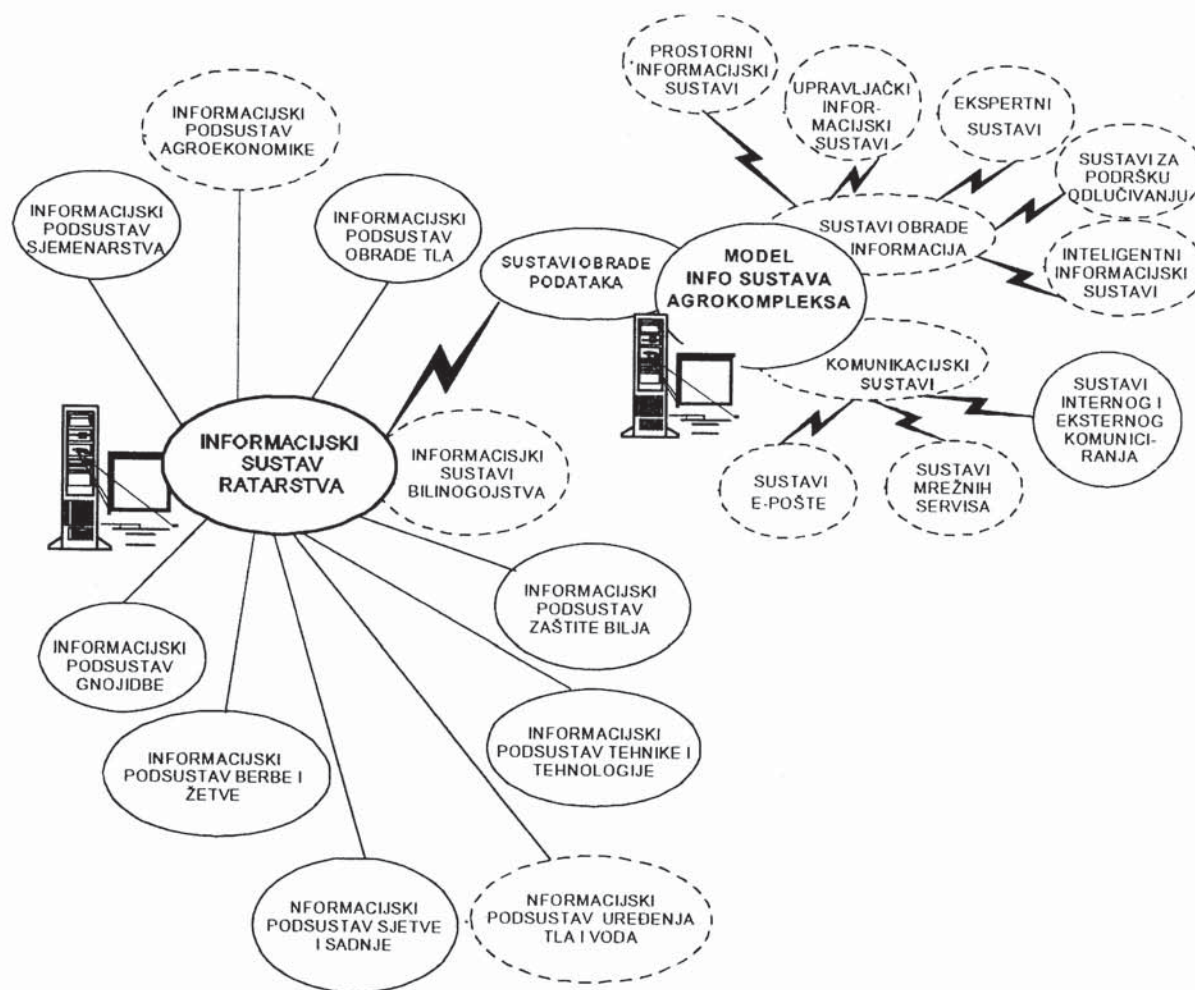 PROSTORNI
INFORMACIJSKI
SUSTAVI
UPRAVLJAČKI
INFOR-
MACIJSKI
SUSTAVI
EKSPERTNI
SUSTAVI
SUSTAVI ZA
PODRŠKU
QDLUČIVANJU
INTELIGENTNI
INFORMACIJSKI
SUSTAVI
SUSTAVI OBRADE
INFORMACIJA
MODEL
INFO SUSTAVA
AGROKOMPLEKSA
SUSTAVI OBRADE
PODATAKA
KOMUNIKACIJSKI
SUSTAVI
SUSTAVI
INTERNOG I
EKSTERNOG
KOMUNICI-
RANJA
SUSTAVI
E-POŠTE
SUSTAVI
MREŽNIH
SERVISA
INFORMACIJSKI
PODSUSTAV
AGROEKONOMIKE
INFORMACIJSKI
PODSUSTAV
SJEMENARSTVA
INFORMACIJSKI
PODSUSTAV
OBRADE TLA
INFORMACIJSKI
SUSTAV
RATARSTVA
INFORMACISJKI
SUSTAVI
BILINOGOJSTVA
INFORMACIJSKI
PODSUSTAV
ZAŠTITE BILJA
INFORMACIJSKI
PODSUSTAV
GNOJIDBE
INFORMACIJSKI
PODSUSTAV TEHNIKE I
TEHNOLOGIJE
INFORMACIJSKI
PODSUSTAV BERBE I
ŽETVE
NFORMACIJSKI
PODSUSTAV SJETVE
I SADNJE
NFORMACIJSKI
PODSUSTAV UREĐENJA
TLA I VODA